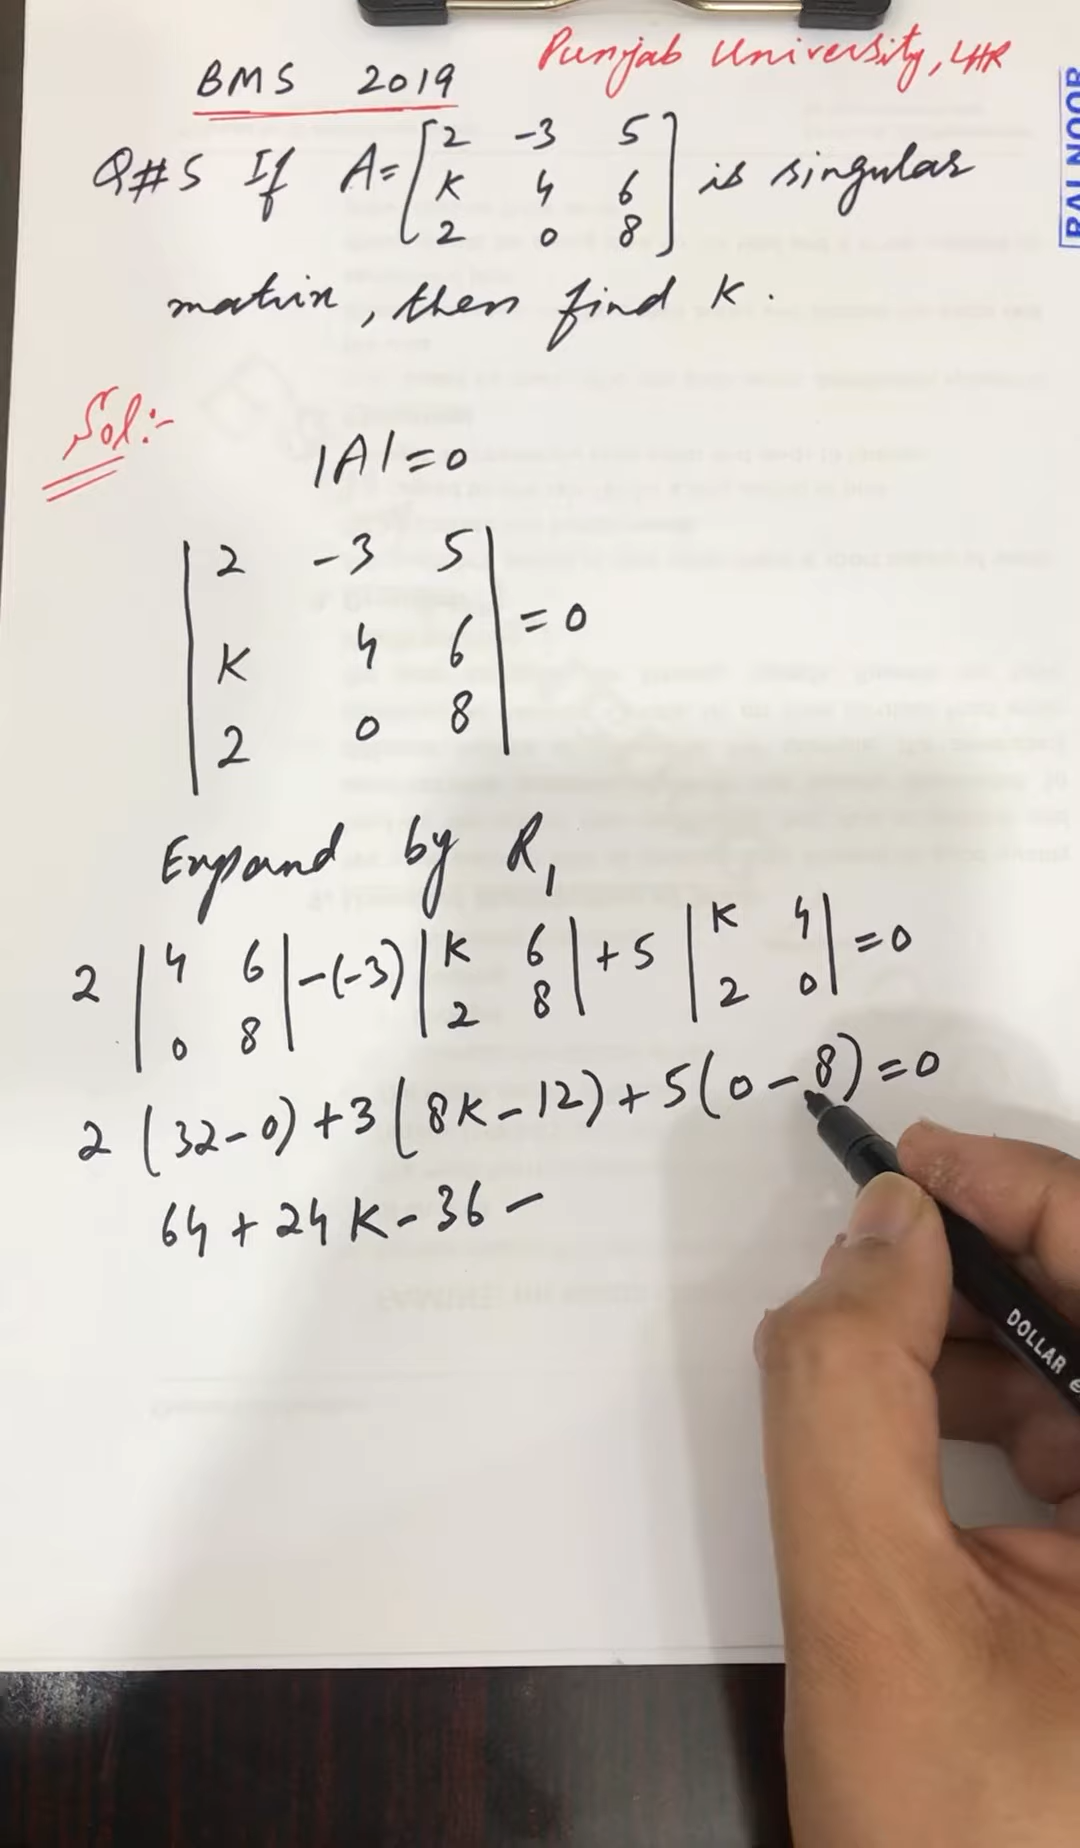 BMS 2019 Punjab University, LHR
RAI NOOR
Q#5 If A= [2 -3 5
K 4 6
2 0 8] is singular
matrix, then find K.
Sol:-
|A|=0
|2 -3 5
K 4 6
2 0 8| =0
Expand by R₁
2 |4 6
0 8| -(-3) |K 6
2 8| +5 |K 4
2 0| =0
2 (32-0)+3(8K-12)+5(0-8)=0
64+24K-36-
DOLLAR